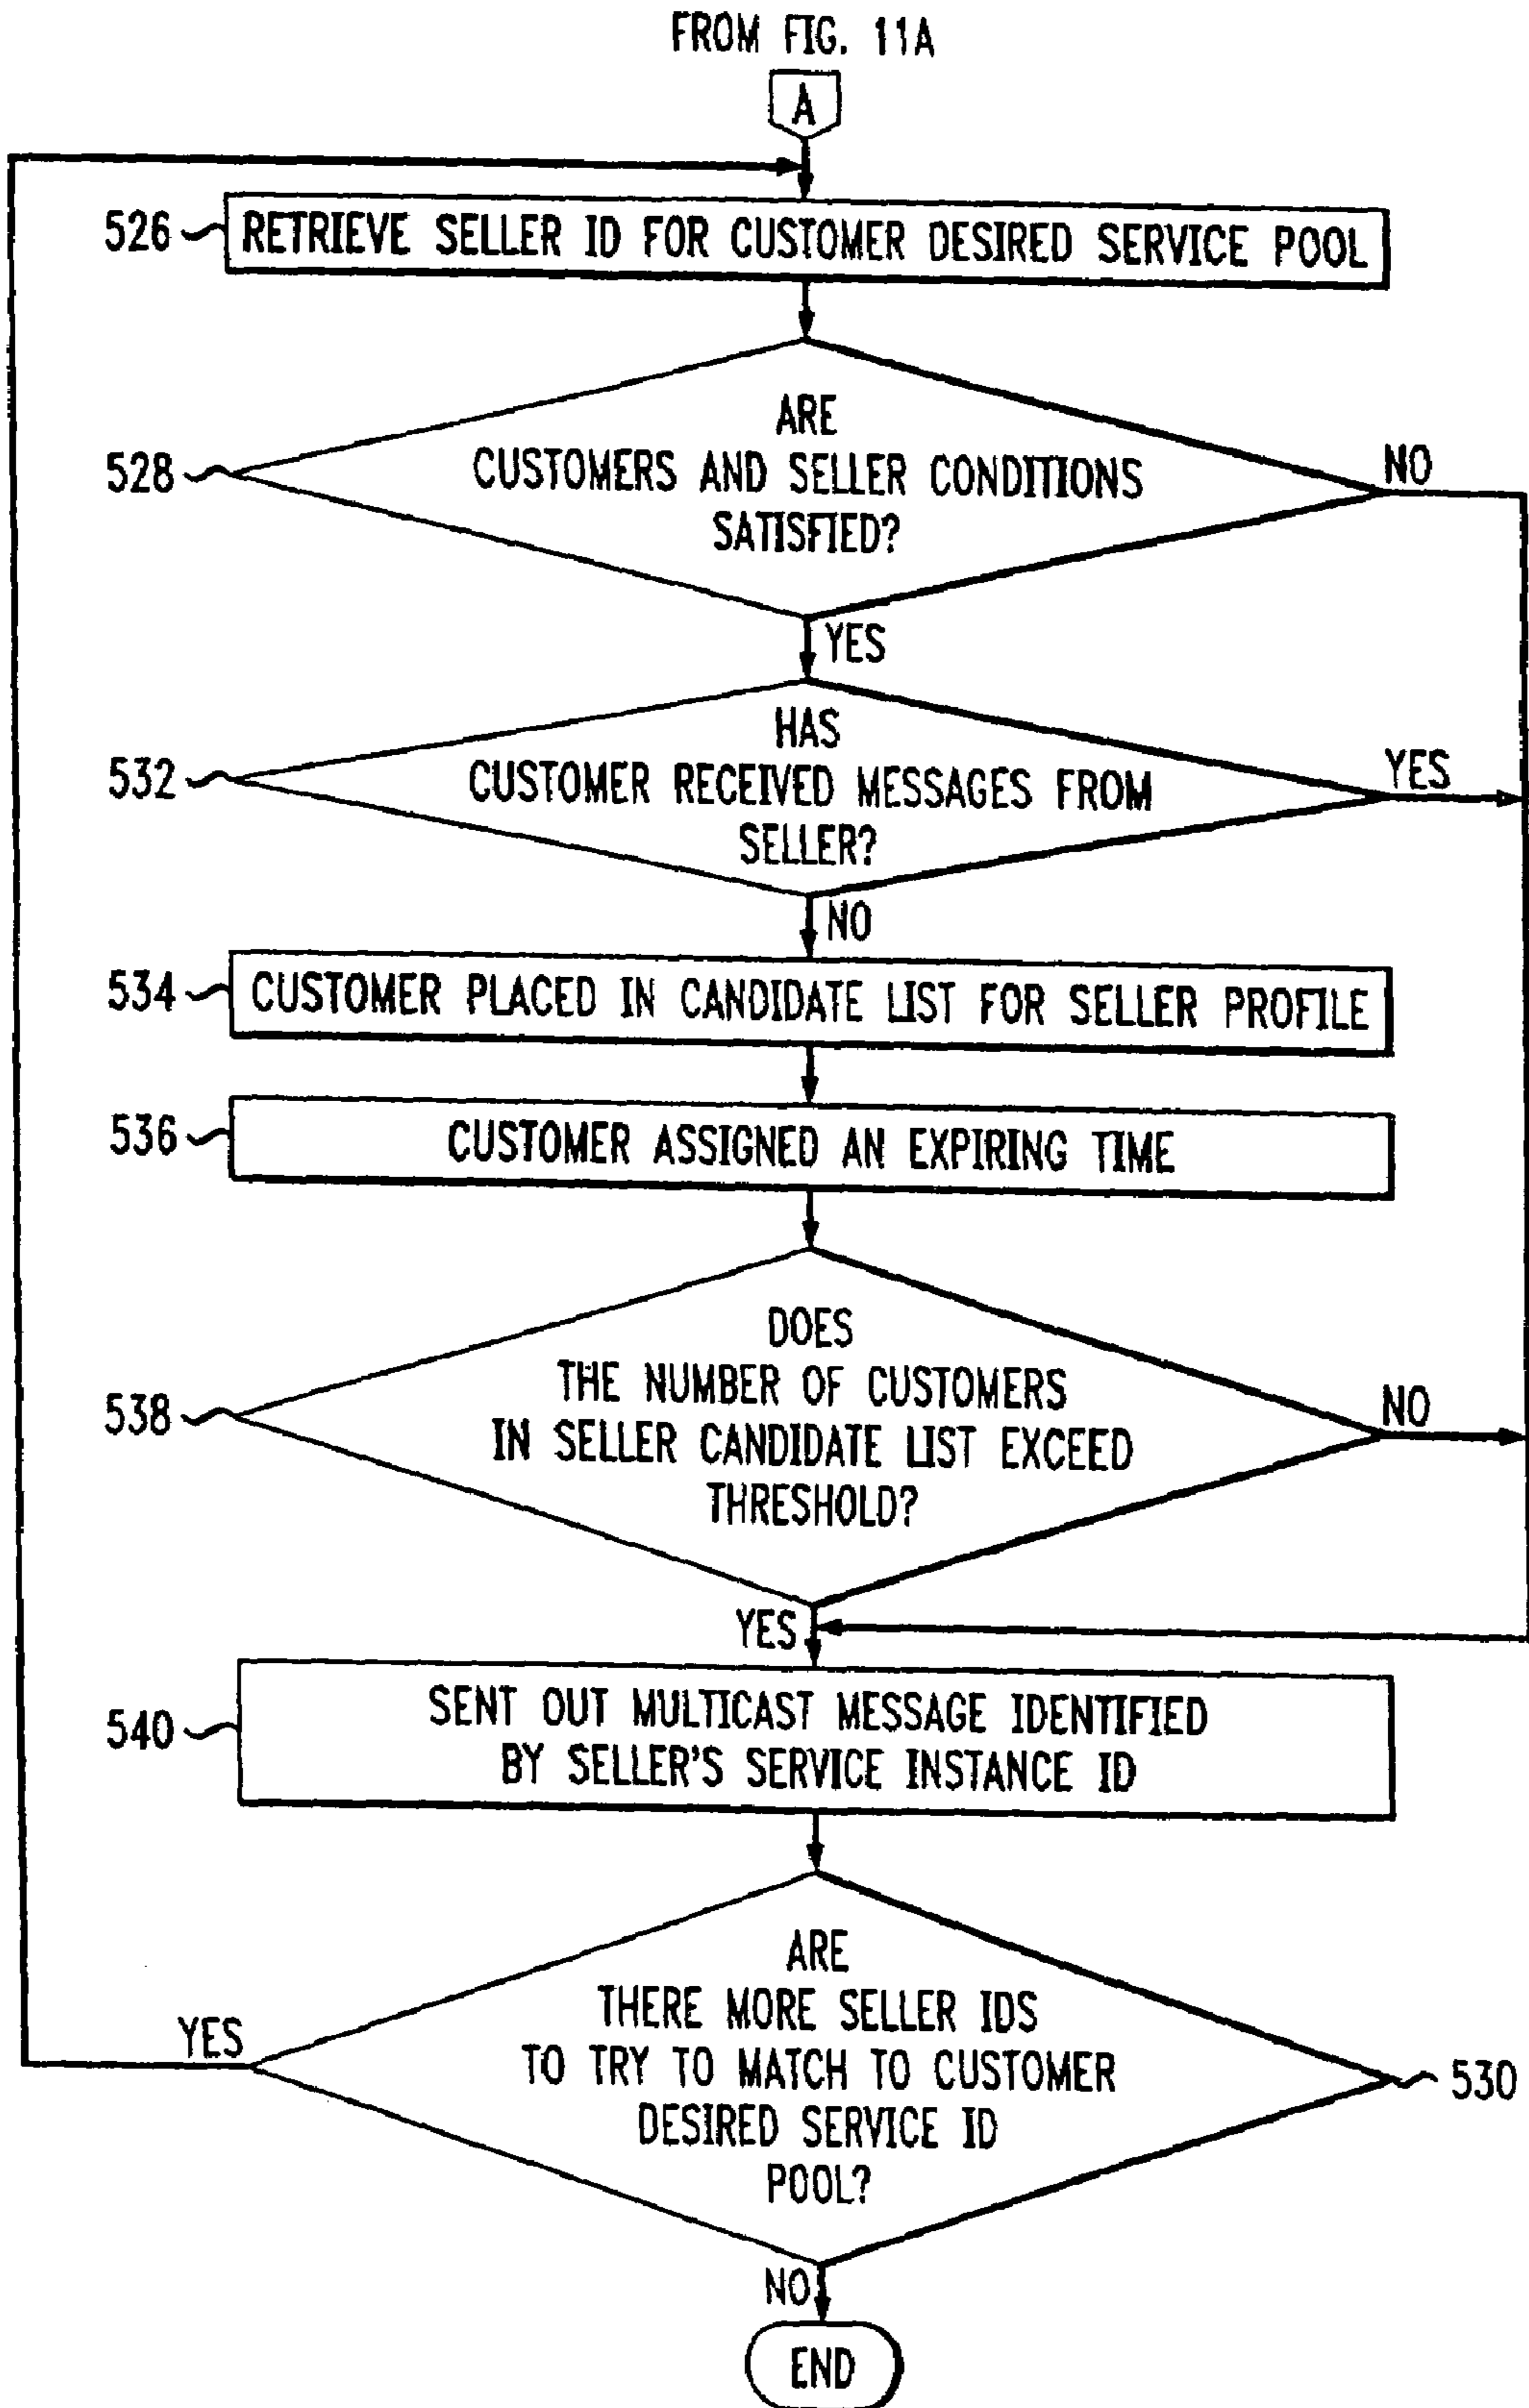 FROM FIG. 11A
A
526
RETRIEVE SELLER ID FOR CUSTOMER DESIRED SERVICE POOL
528
ARE
CUSTOMERS AND SELLER CONDITIONS
SATISFIED?
NO
YES
532
HAS
CUSTOMER RECEIVED MESSAGES FROM
SELLER?
YES
NO
534
CUSTOMER PLACED IN CANDIDATE LIST FOR SELLER PROFILE
536
CUSTOMER ASSIGNED AN EXPIRING TIME
538
DOES
THE NUMBER OF CUSTOMERS
IN SELLER CANDIDATE LIST EXCEED
THRESHOLD?
NO
YES
540
SENT OUT MULTICAST MESSAGE IDENTIFIED
BY SELLER'S SERVICE INSTANCE ID
ARE
THERE MORE SELLER IDS
TO TRY TO MATCH TO CUSTOMER
DESIRED SERVICE ID
POOL?
YES
530
NO
END